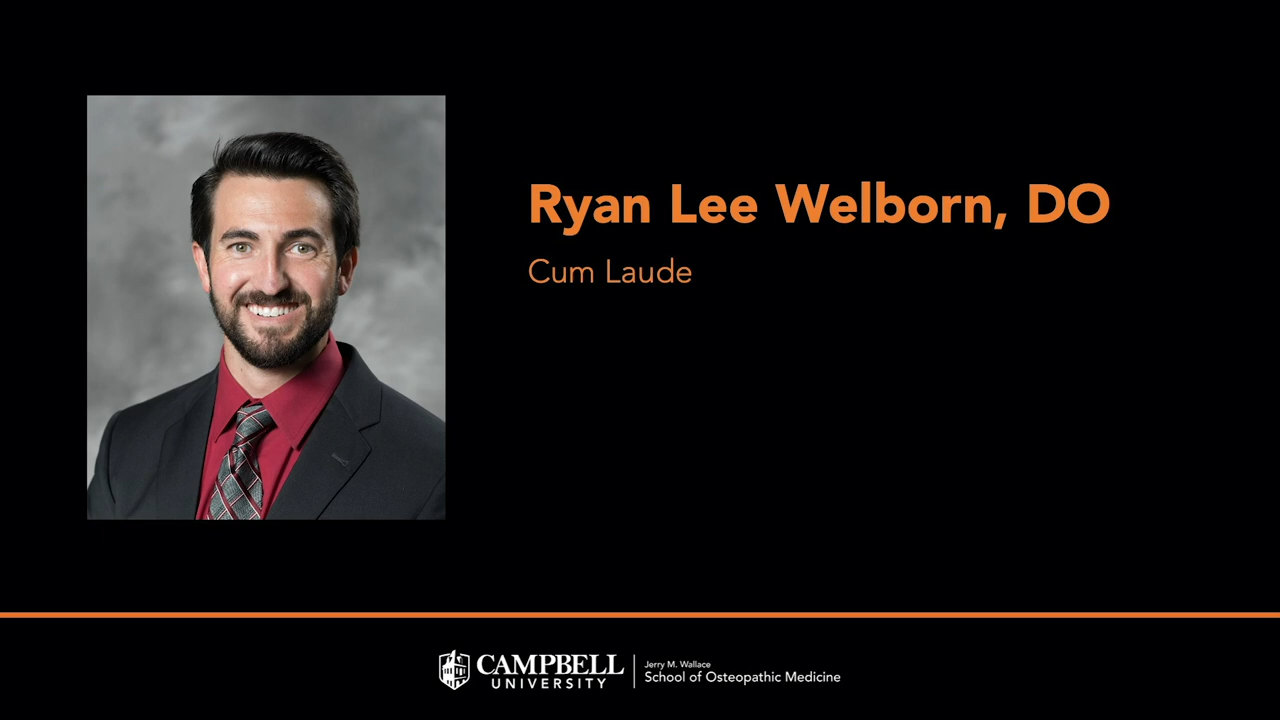 Ryan Lee Welborn, DO
Cum Laude
CAMPBELL
UNIVERSITY
Jerry M. Wallace
School of Osteopathic Medicine